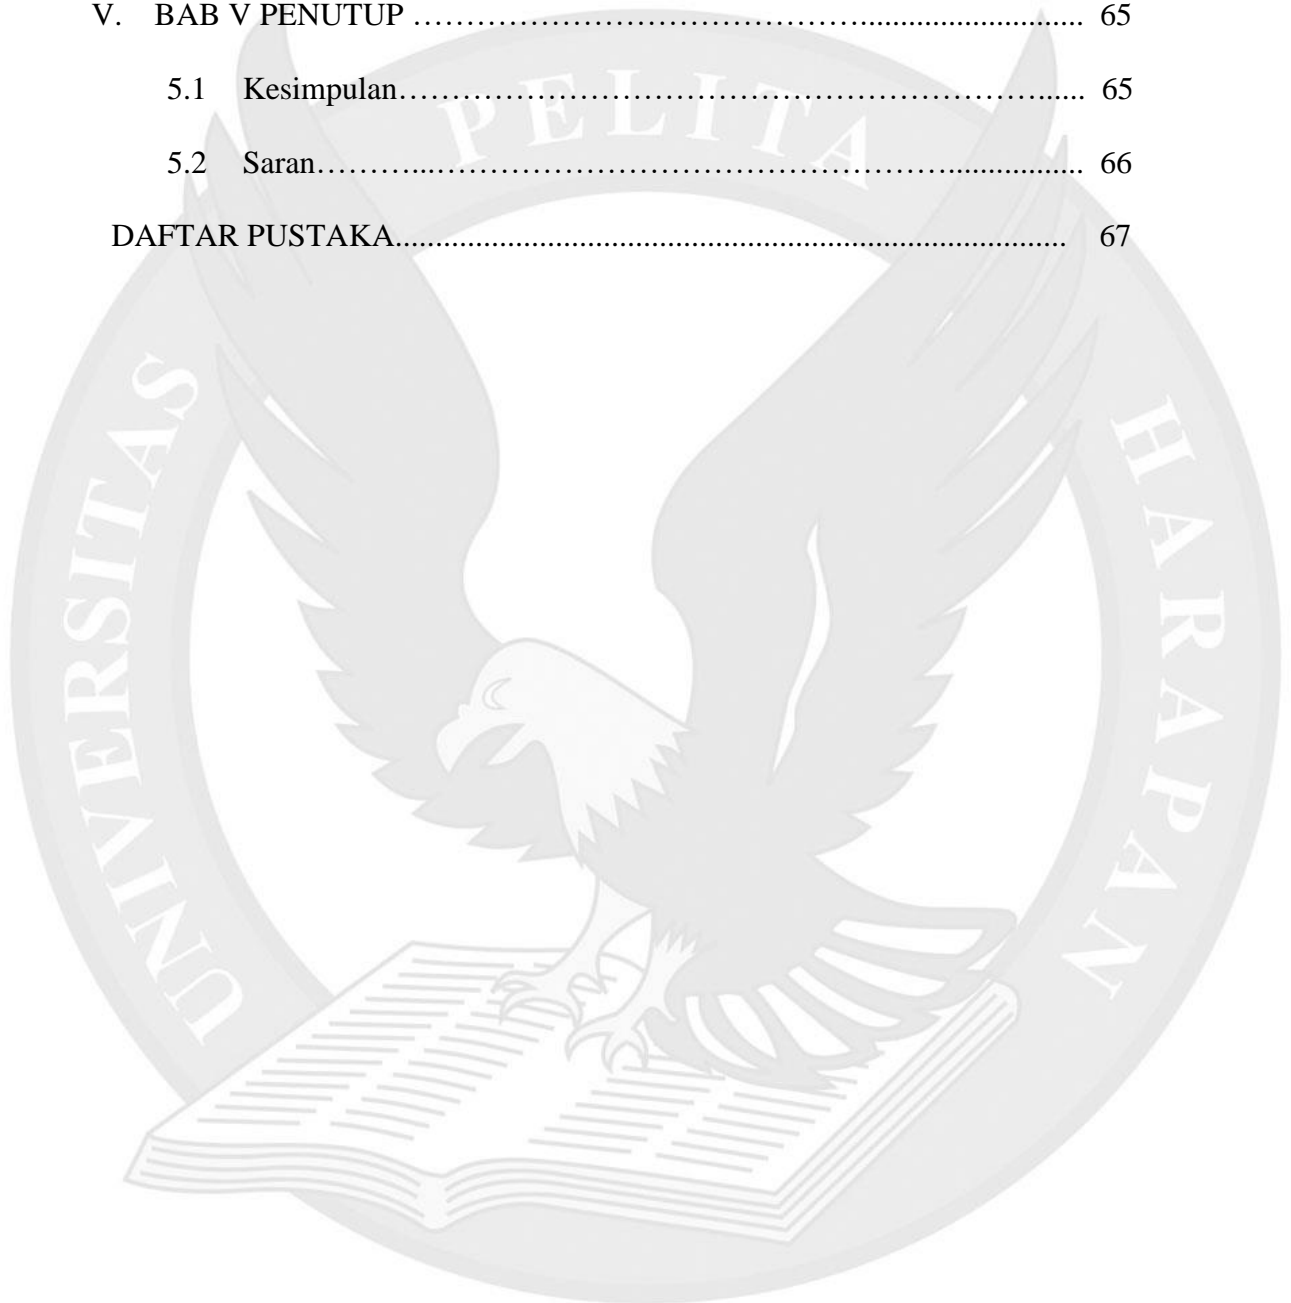 V. BAB V PENUTUP ………………………………………............................ 65
5.1 Kesimpulan…………………………………………………………...... 65
5.2 Saran………...……………………………………………….................. 66
DAFTAR PUSTAKA...................................................................................... 67
UNIVERSITAS PELITA HARAPAN